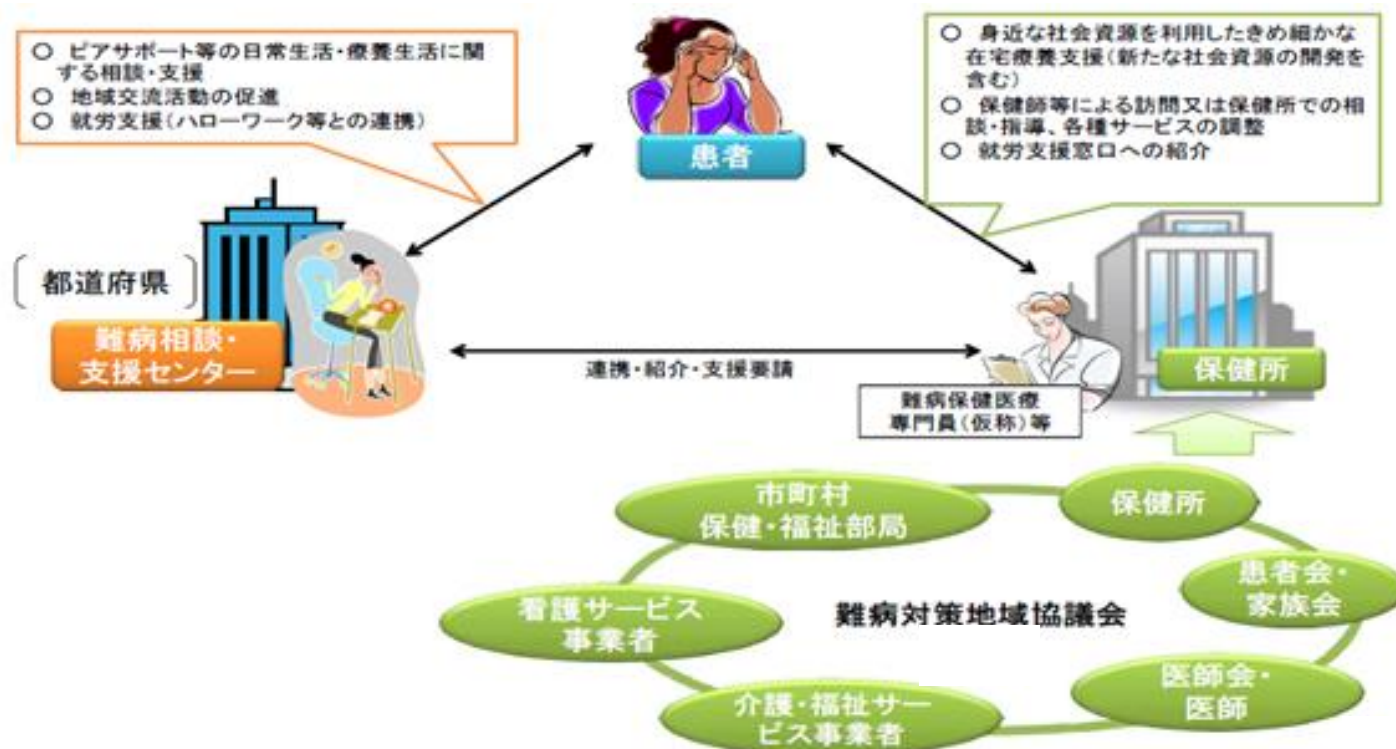 ○ ピアサポート等の日常生活・療養生活に関
する相談・支援
○ 地域交流活動の促進
○ 就労支援(ハローワーク等との連携)
○ 身近な社会資源を利用したきめ細かな
在宅療養支援(新たな社会資源の開発を
含む)
○ 保健師等による訪問又は保健所での相
談・指導、各種サービスの調整
○ 就労支援窓口への紹介
患者
都道府県
難病相談・
支援センター
連携・紹介・支援要請
保健所
難病保健医療
専門員(仮称)等
市町村
保健・福祉部局
保健所
患者会・
家族会
看護サービス
事業者
難病対策地域協議会
医師会・
医師
介護・福祉サー
ビス事業者